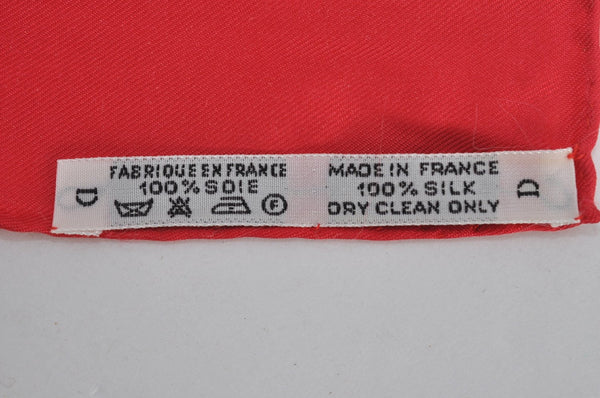 FABRIQUE EN FRANCE
100% SOIE
F
D
MADE IN FRANCE
100% SILK
DRY CLEAN ONLY
D